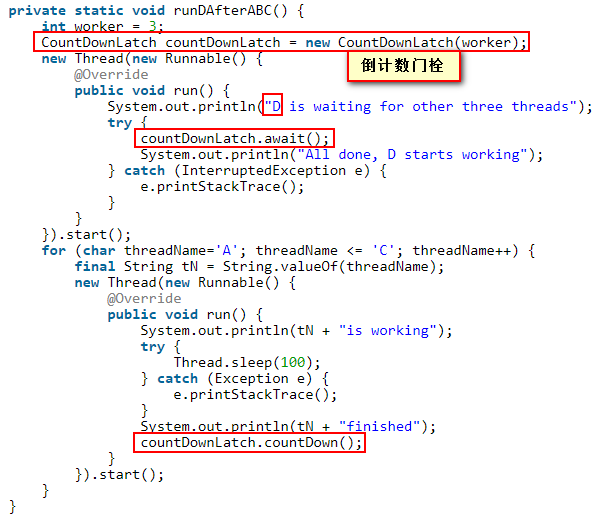 private static void runDAfterABC() {
    int worker = 3;
    CountDownLatch countDownLatch = new CountDownLatch(worker);
    new Thread(new Runnable() {
倒计数门栓
        @Override
        public void run() {
            System.out.println("D is waiting for other three threads");
            try {
                countDownLatch.await();
                System.out.println("All done, D starts working");
            } catch (InterruptedException e) {
                e.printStackTrace();
            }
        }
    }).start();
    for (char threadName='A'; threadName <= 'C'; threadName++) {
        final String tN = String.valueOf(threadName);
        new Thread(new Runnable() {
            @Override
            public void run() {
                System.out.println(tN + "is working");
                try {
                    Thread.sleep(100);
                } catch (Exception e) {
                    e.printStackTrace();
                }
                System.out.println(tN + "finished");
                countDownLatch.countDown();
            }
        }).start();
    }
}